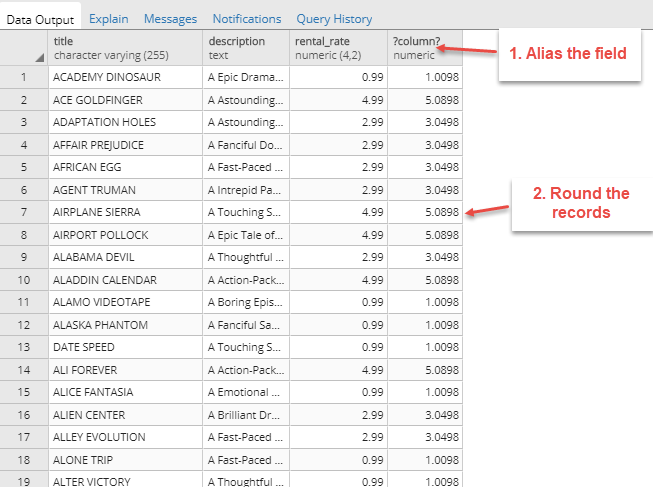 Data Output Explain Messages Notifications Query History
title description rental_rate ?column?
character varying (255) text numeric (4,2) numeric
1. Alias the field
1 ACADEMY DINOSAUR A Epic Drama... 0.99 1.0098
2 ACE GOLDFINGER A Astounding... 4.99 5.0898
3 ADAPTATION HOLES A Astounding... 2.99 3.0498
4 AFFAIR PREJUDICE A Fanciful Do... 2.99 3.0498
5 AFRICAN EGG A Fast-Paced ... 2.99 3.0498
6 AGENT TRUMAN A Intrepid Pa... 2.99 3.0498
7 AIRPLANE SIERRA A Touching S... 4.99 5.0898
2. Round the
records
8 AIRPORT POLLOCK A Epic Tale of... 4.99 5.0898
9 ALABAMA DEVIL A Thoughtful ... 2.99 3.0498
10 ALADDIN CALENDAR A Action-Pack... 4.99 5.0898
11 ALAMO VIDEOTAPE A Boring Epis... 0.99 1.0098
12 ALASKA PHANTOM A Fanciful Sa... 0.99 1.0098
13 DATE SPEED A Touching S... 0.99 1.0098
14 ALI FOREVER A Action-Pack... 4.99 5.0898
15 ALICE FANTASIA A Emotional ... 0.99 1.0098
16 ALIEN CENTER A Brilliant Dr... 2.99 3.0498
17 ALLEY EVOLUTION A Fast-Paced ... 2.99 3.0498
18 ALONE TRIP A Fast-Paced ... 0.99 1.0098
19 ALTER VICTORY A Thoughtful ... 0.99 1.0098